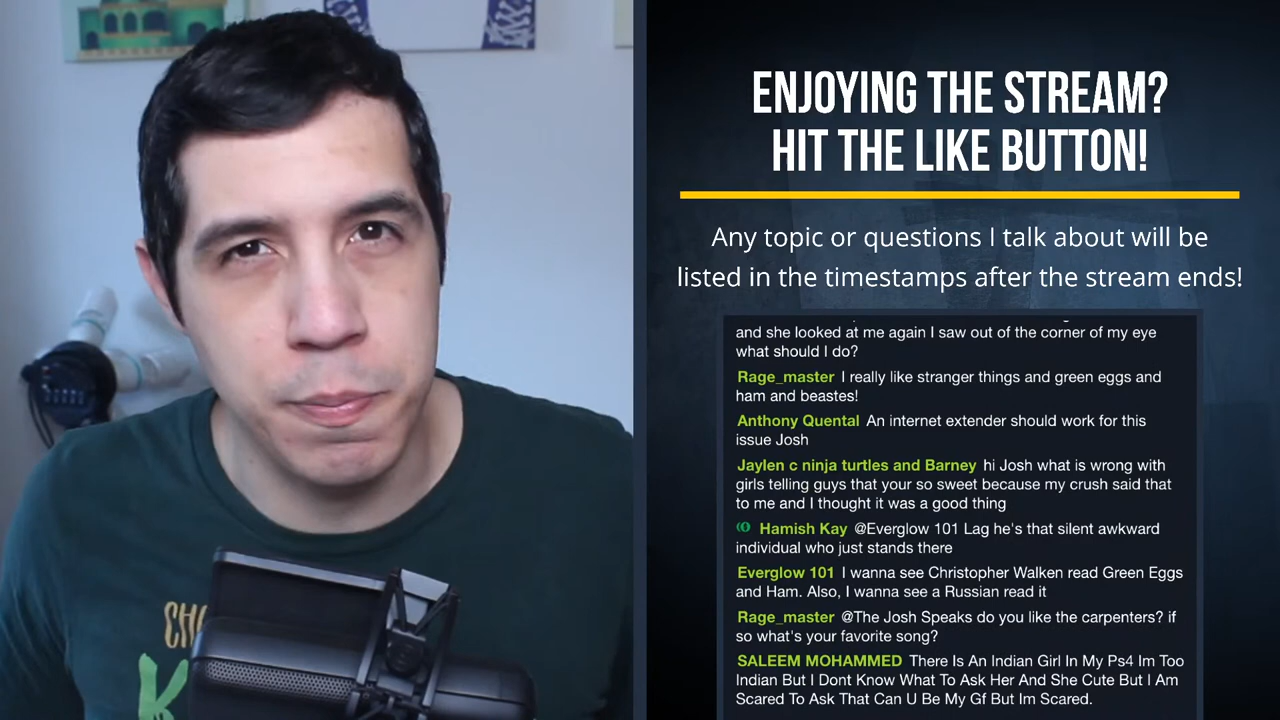 ENJOYING THE STREAM?
HIT THE LIKE BUTTON!
Any topic or questions I talk about will be
listed in the timestamps after the stream ends!
and she looked at me again I saw out of the corner of my eye
what should I do?
Rage_master I really like stranger things and green eggs and
ham and beastes!
Anthony Quental An internet extender should work for this
issue Josh
Jaylen c ninja turtles and Barney hi Josh what is wrong with
girls telling guys that your so sweet because my crush said that
to me and I thought it was a good thing
Hamish Kay @Everglow 101 Lag he's that silent awkward
individual who just stands there
Everglow 101 I wanna see Christopher Walken read Green Eggs
and Ham. Also, I wanna see a Russian read it
Rage_master @The Josh Speaks do you like the carpenters? if
so what's your favorite song?
SALEEM MOHAMMED There Is An Indian Girl In My Ps4 Im Too
Indian But I Dont Know What To Ask Her And She Cute But I Am
Scared To Ask That Can U Be My Gf But Im Scared.